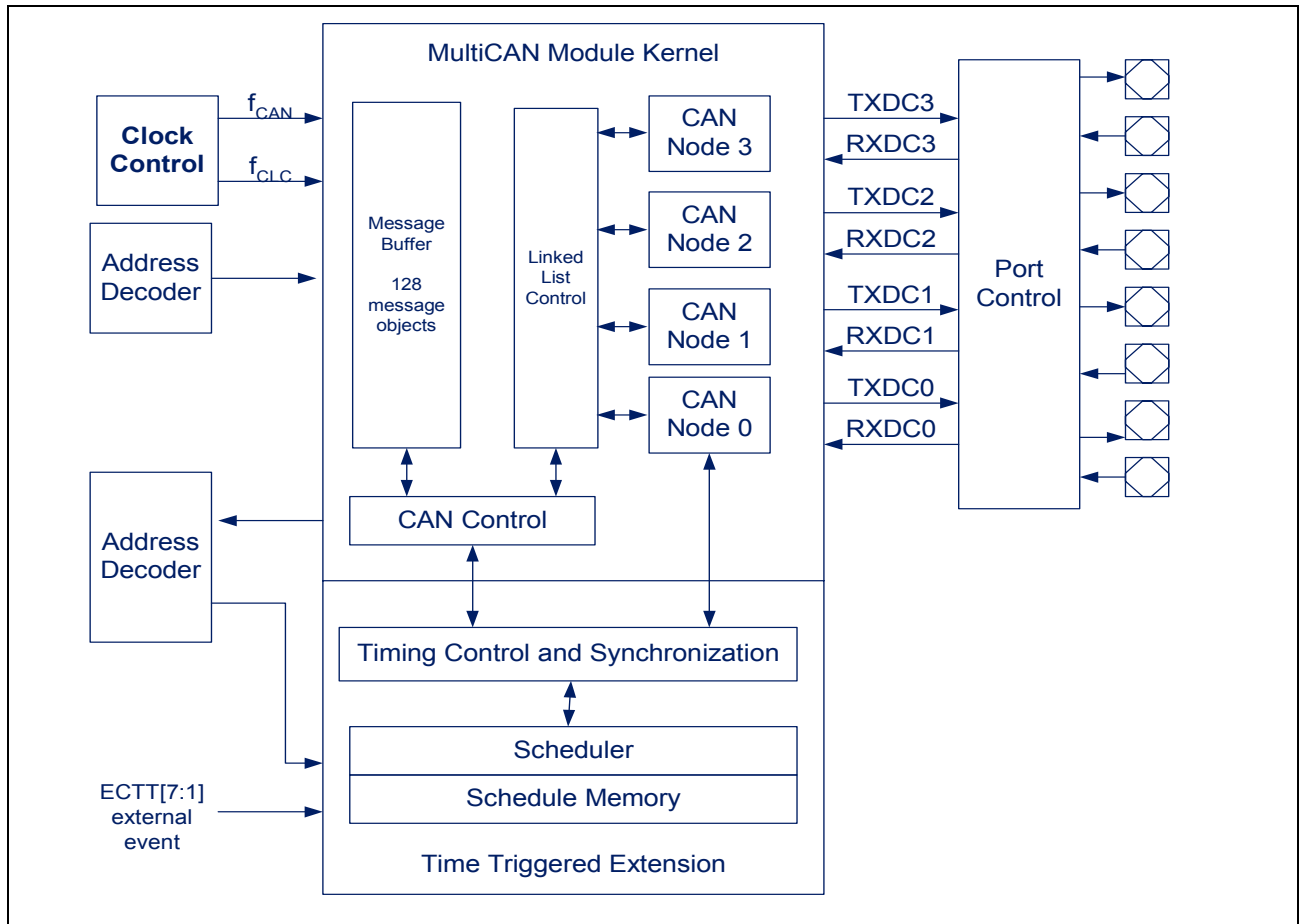 MultiCAN Module Kernel
Clock
Control
fCAN
fCLC
Address
Decoder
Message
Buffer
128
message
objects
Linked
List
Control
CAN
Node 3
CAN
Node 2
CAN
Node 1
CAN
Node 0
TXDC3
RXDC3
TXDC2
RXDC2
TXDC1
RXDC1
TXDC0
RXDC0
Port
Control
CAN Control
Address
Decoder
Timing Control and Synchronization
Scheduler
Schedule Memory
ECTT[7:1]
external
event
Time Triggered Extension